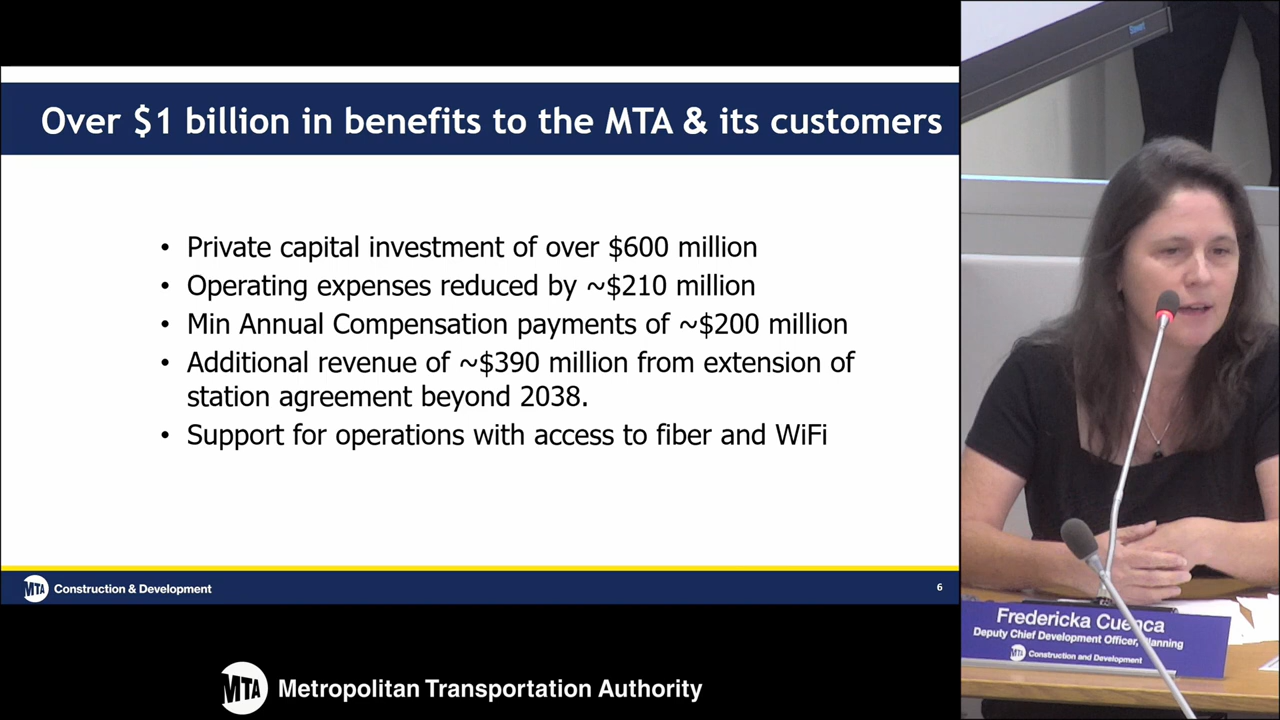 Over $1 billion in benefits to the MTA & its customers
• Private capital investment of over $600 million
• Operating expenses reduced by ~$210 million
• Min Annual Compensation payments of ~$200 million
• Additional revenue of ~$390 million from extension of
station agreement beyond 2038.
• Support for operations with access to fiber and WiFi
MTA Construction & Development
6
MTA Metropolitan Transportation Authority
Fredericka Cuenca
Deputy Chief Development Officer, Planning
MTA Construction and Development